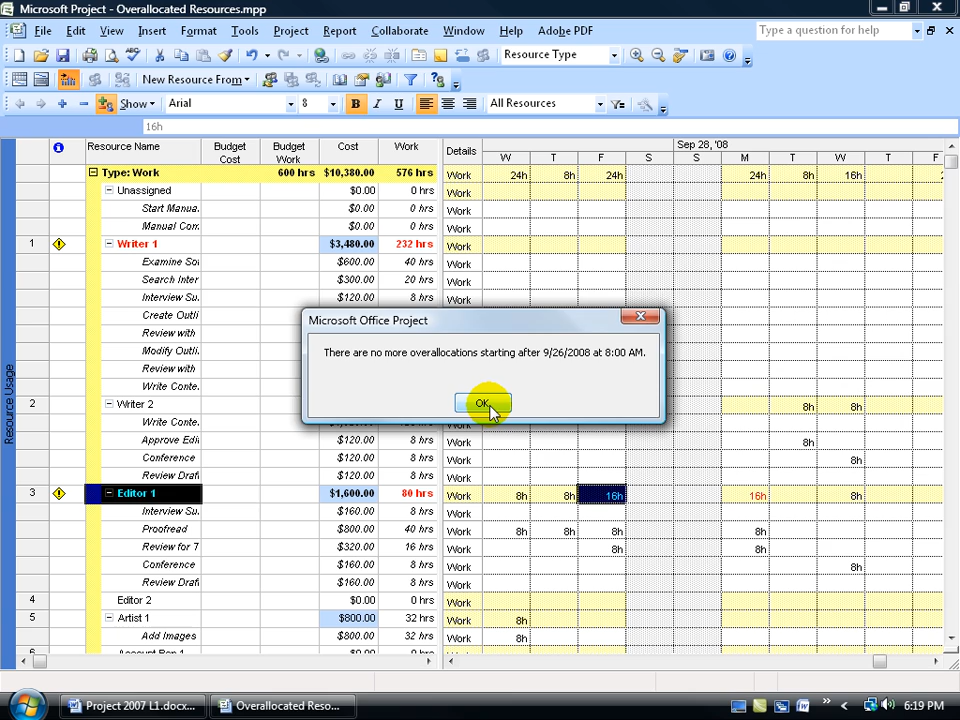 Microsoft Project - Overallocated Resources.mpp
File Edit View Insert Format Tools Project Report Collaborate Window Help Adobe PDF Type a question for help
Resource Type
New Resource From
Show Arial 8 B I U All Resources
16h
Resource Name Budget Cost Budget Work Cost Work Details Sep 28, '08
W T F S S M T W T F
Type: Work 600 hrs $10,380.00 576 hrs Work 24h 8h 24h 24h 8h 16h
Unassigned 0 hrs $0.00 Work
Start Manua. $0.00 0 hrs Work
Manual Com $0.00 0 hrs Work
1 Writer 1 $3,480.00 232 hrs Work
Examine Sol $600.00 40 hrs Work
Search Inter $300.00 20 hrs Work
Interview Su. $120.00 8 hrs Work
Create Outli Work
Review with
Modify Outli.
Review with
Write Conte.
2 Writer 2 8h 8h
Write Conte. Work
Approve Edi $120.00 8 hrs Work 8h
Conference $120.00 8 hrs Work 8h
Review Draft $120.00 8 hrs Work
3 Editor 1 $1,600.00 80 hrs Work 8h 8h 16h 16h 8h
Interview Su. $160.00 8 hrs Work
Proofread $800.00 40 hrs Work 8h 8h 8h 8h
Review for 7 $320.00 16 hrs Work 8h 8h
Conference $160.00 8 hrs Work 8h
Review Draft $160.00 8 hrs Work
4 Editor 2 $0.00 0 hrs Work
5 Artist 1 $800.00 32 hrs Work 8h
Add Images $800.00 32 hrs Work 8h
Resource Usage
Microsoft Office Project
There are no more overallocations starting after 9/26/2008 at 8:00 AM.
OK
Project 2007 L1.docx... Overallocated Reso... 6:19 PM